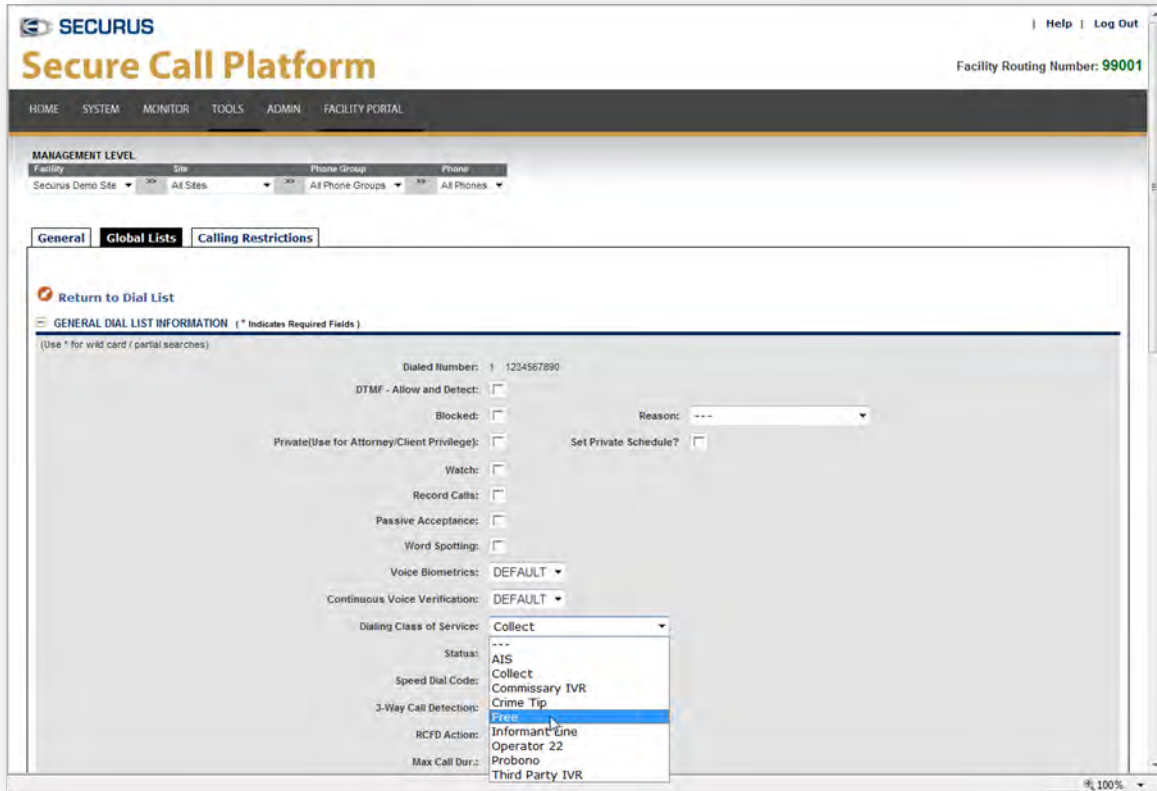 SECURUS
| Help | Log Out
Secure Call Platform
Facility Routing Number: 99001
HOME SYSTEM MONITOR TOOLS ADMIN FACILITY PORTAL
MANAGEMENT LEVEL
Facility Site Phone Group Phone
Securus Demo Site >> All Sites >> All Phone Groups >> All Phones
General Global Lists Calling Restrictions
Return to Dial List
GENERAL DIAL LIST INFORMATION ( * Indicates Required Fields )
(Use * for wild card / partial searches)
Dialed Number: 1 1234567890
DTMF - Allow and Detect:
Blocked: Reason: ---
Private(Use for Attorney/Client Privilege): Set Private Schedule?
Watch:
Record Calls:
Passive Acceptance:
Word Spotting:
Voice Biometrics: DEFAULT
Continuous Voice Verification: DEFAULT
Dialing Class of Service: Collect
---
Status: AIS
Collect
Speed Dial Code: Commissary IVR
Crime Tip
3-Way Call Detection: Free
RCFD Action: Informant Line
Operator 22
Max Call Dur.: Probono
Third Party IVR
100%